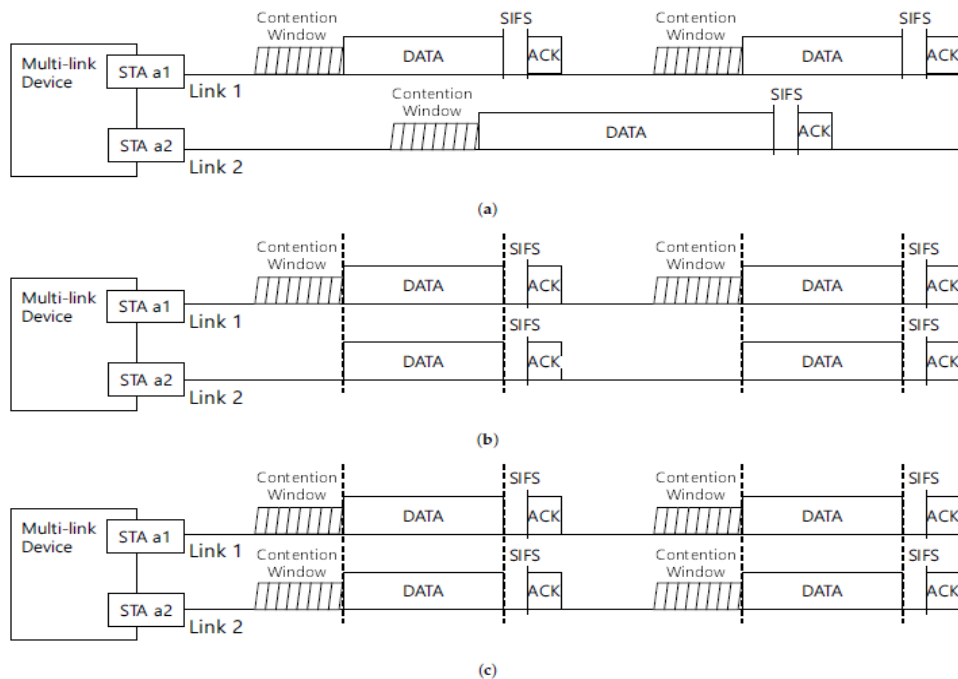 Contention
Window
SIFS
DATA
ACK
Contention
Window
SIFS
DATA
ACK
Multi-link
Device
STA a1
Link 1
Contention
Window
SIFS
DATA
ACK
STA a2
Link 2
(a)
Contention
Window
SIFS
DATA
ACK
Contention
Window
SIFS
DATA
ACK
Multi-link
Device
STA a1
Link 1
SIFS
DATA
ACK
SIFS
DATA
ACK
STA a2
Link 2
(b)
Contention
Window
SIFS
DATA
ACK
Contention
Window
SIFS
DATA
ACK
Multi-link
Device
STA a1
Link 1
Contention
Window
SIFS
DATA
ACK
Contention
Window
SIFS
DATA
ACK
STA a2
Link 2
(c)